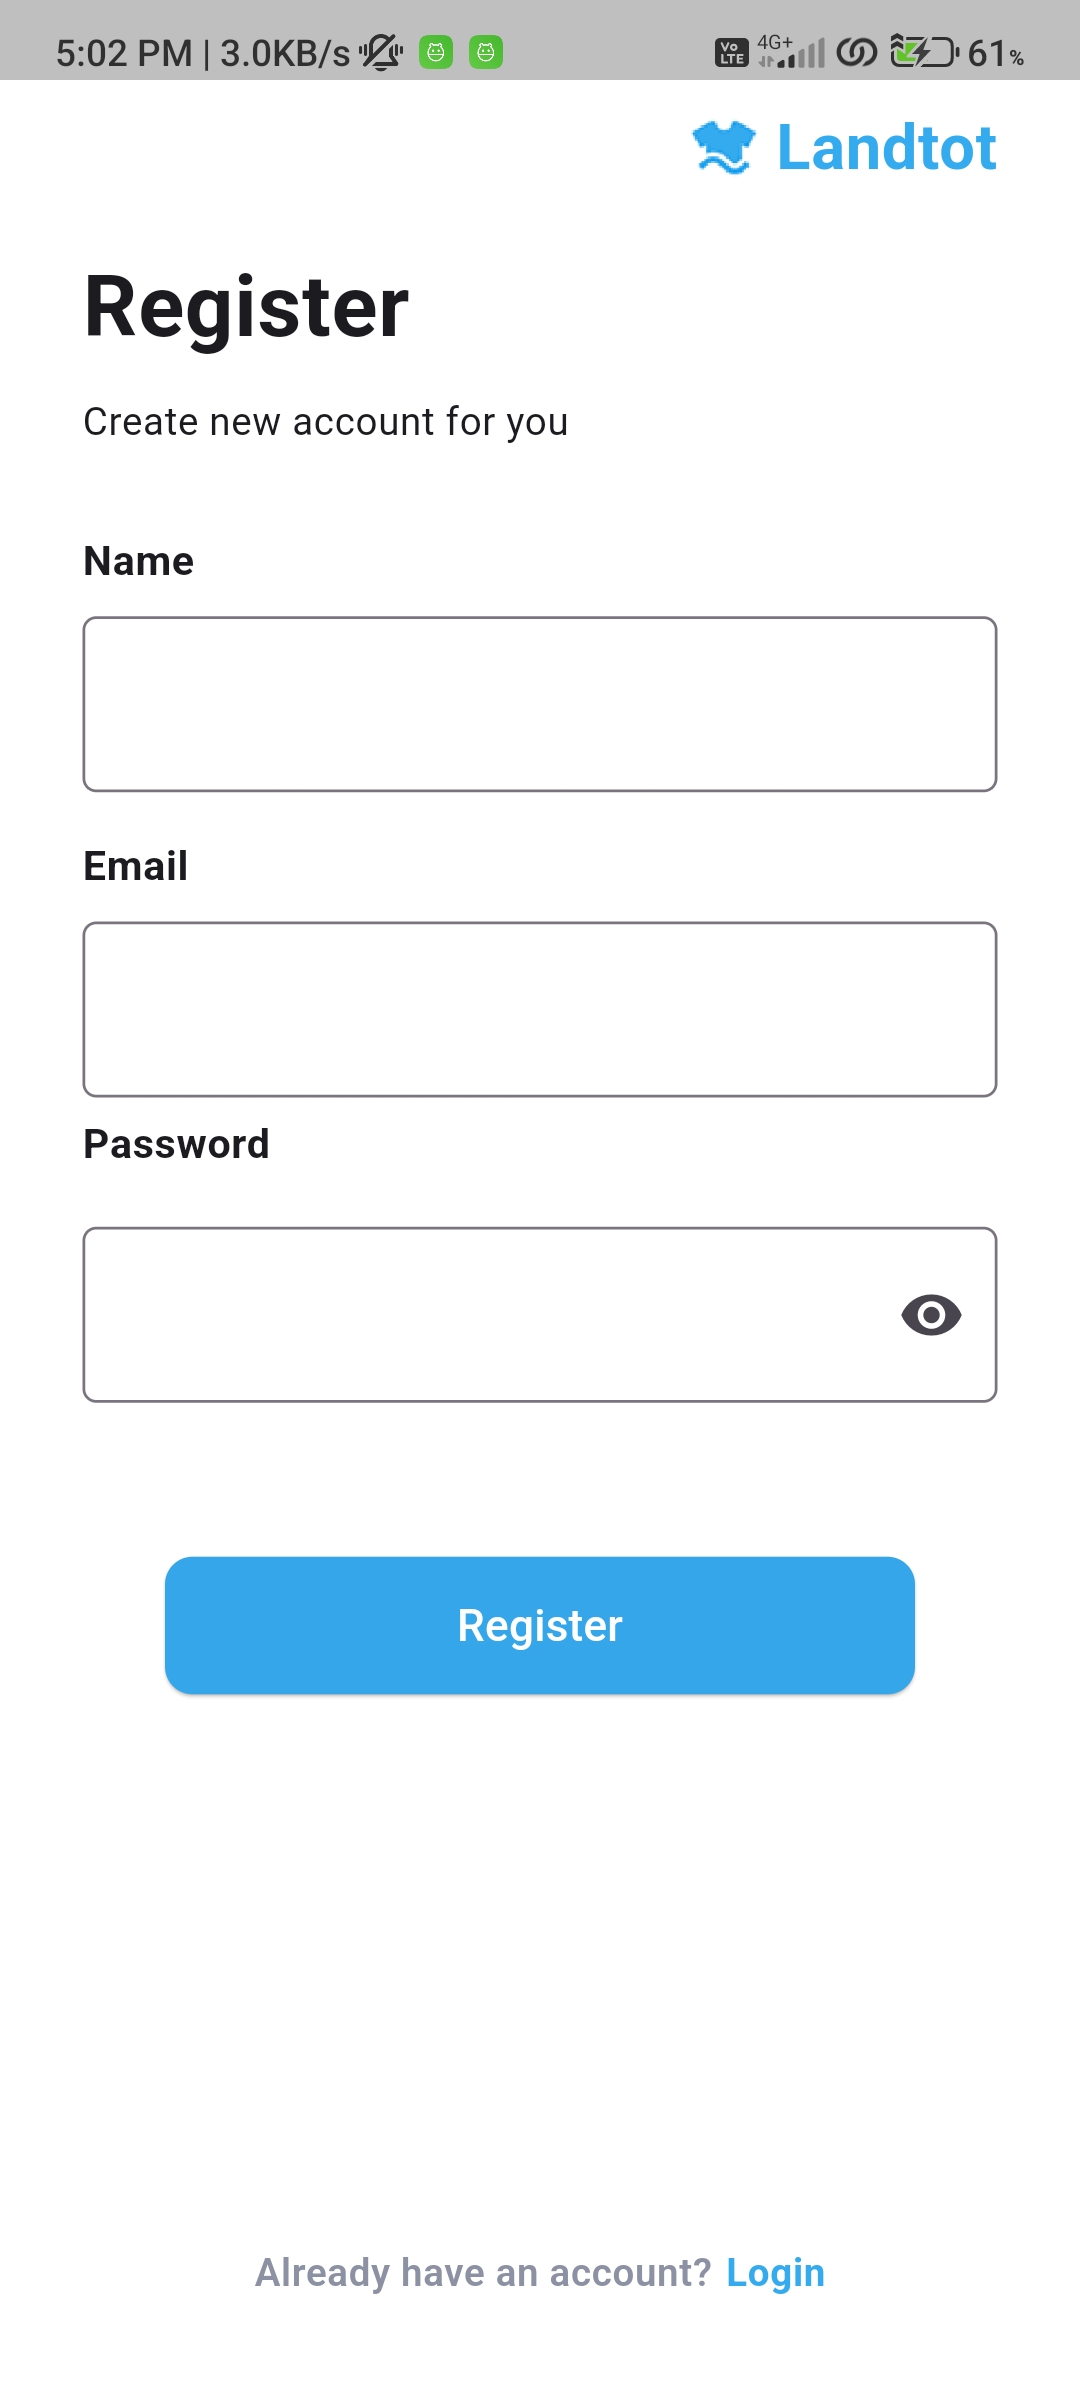 5:02 PM | 3.0KB/s Vo LTE 4G+ 61%
Landtot
Register
Create new account for you
Name
Email
Password
Register
Already have an account? Login